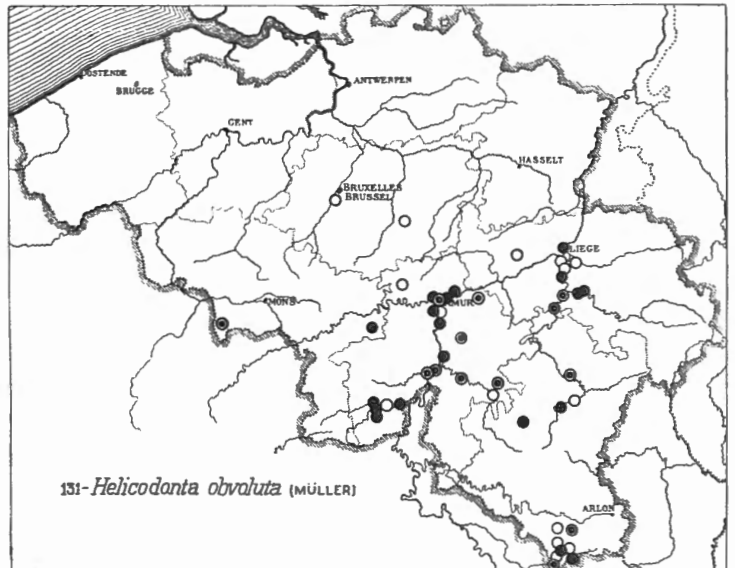 OSTENDE
BRUGGE
ANTWERPEN
GENT
HASSELT
BRUXELLES
BRUSSEL
LIEGE
MONS
131-Helicodonta obvoluta (MÜLLER)
ARLON